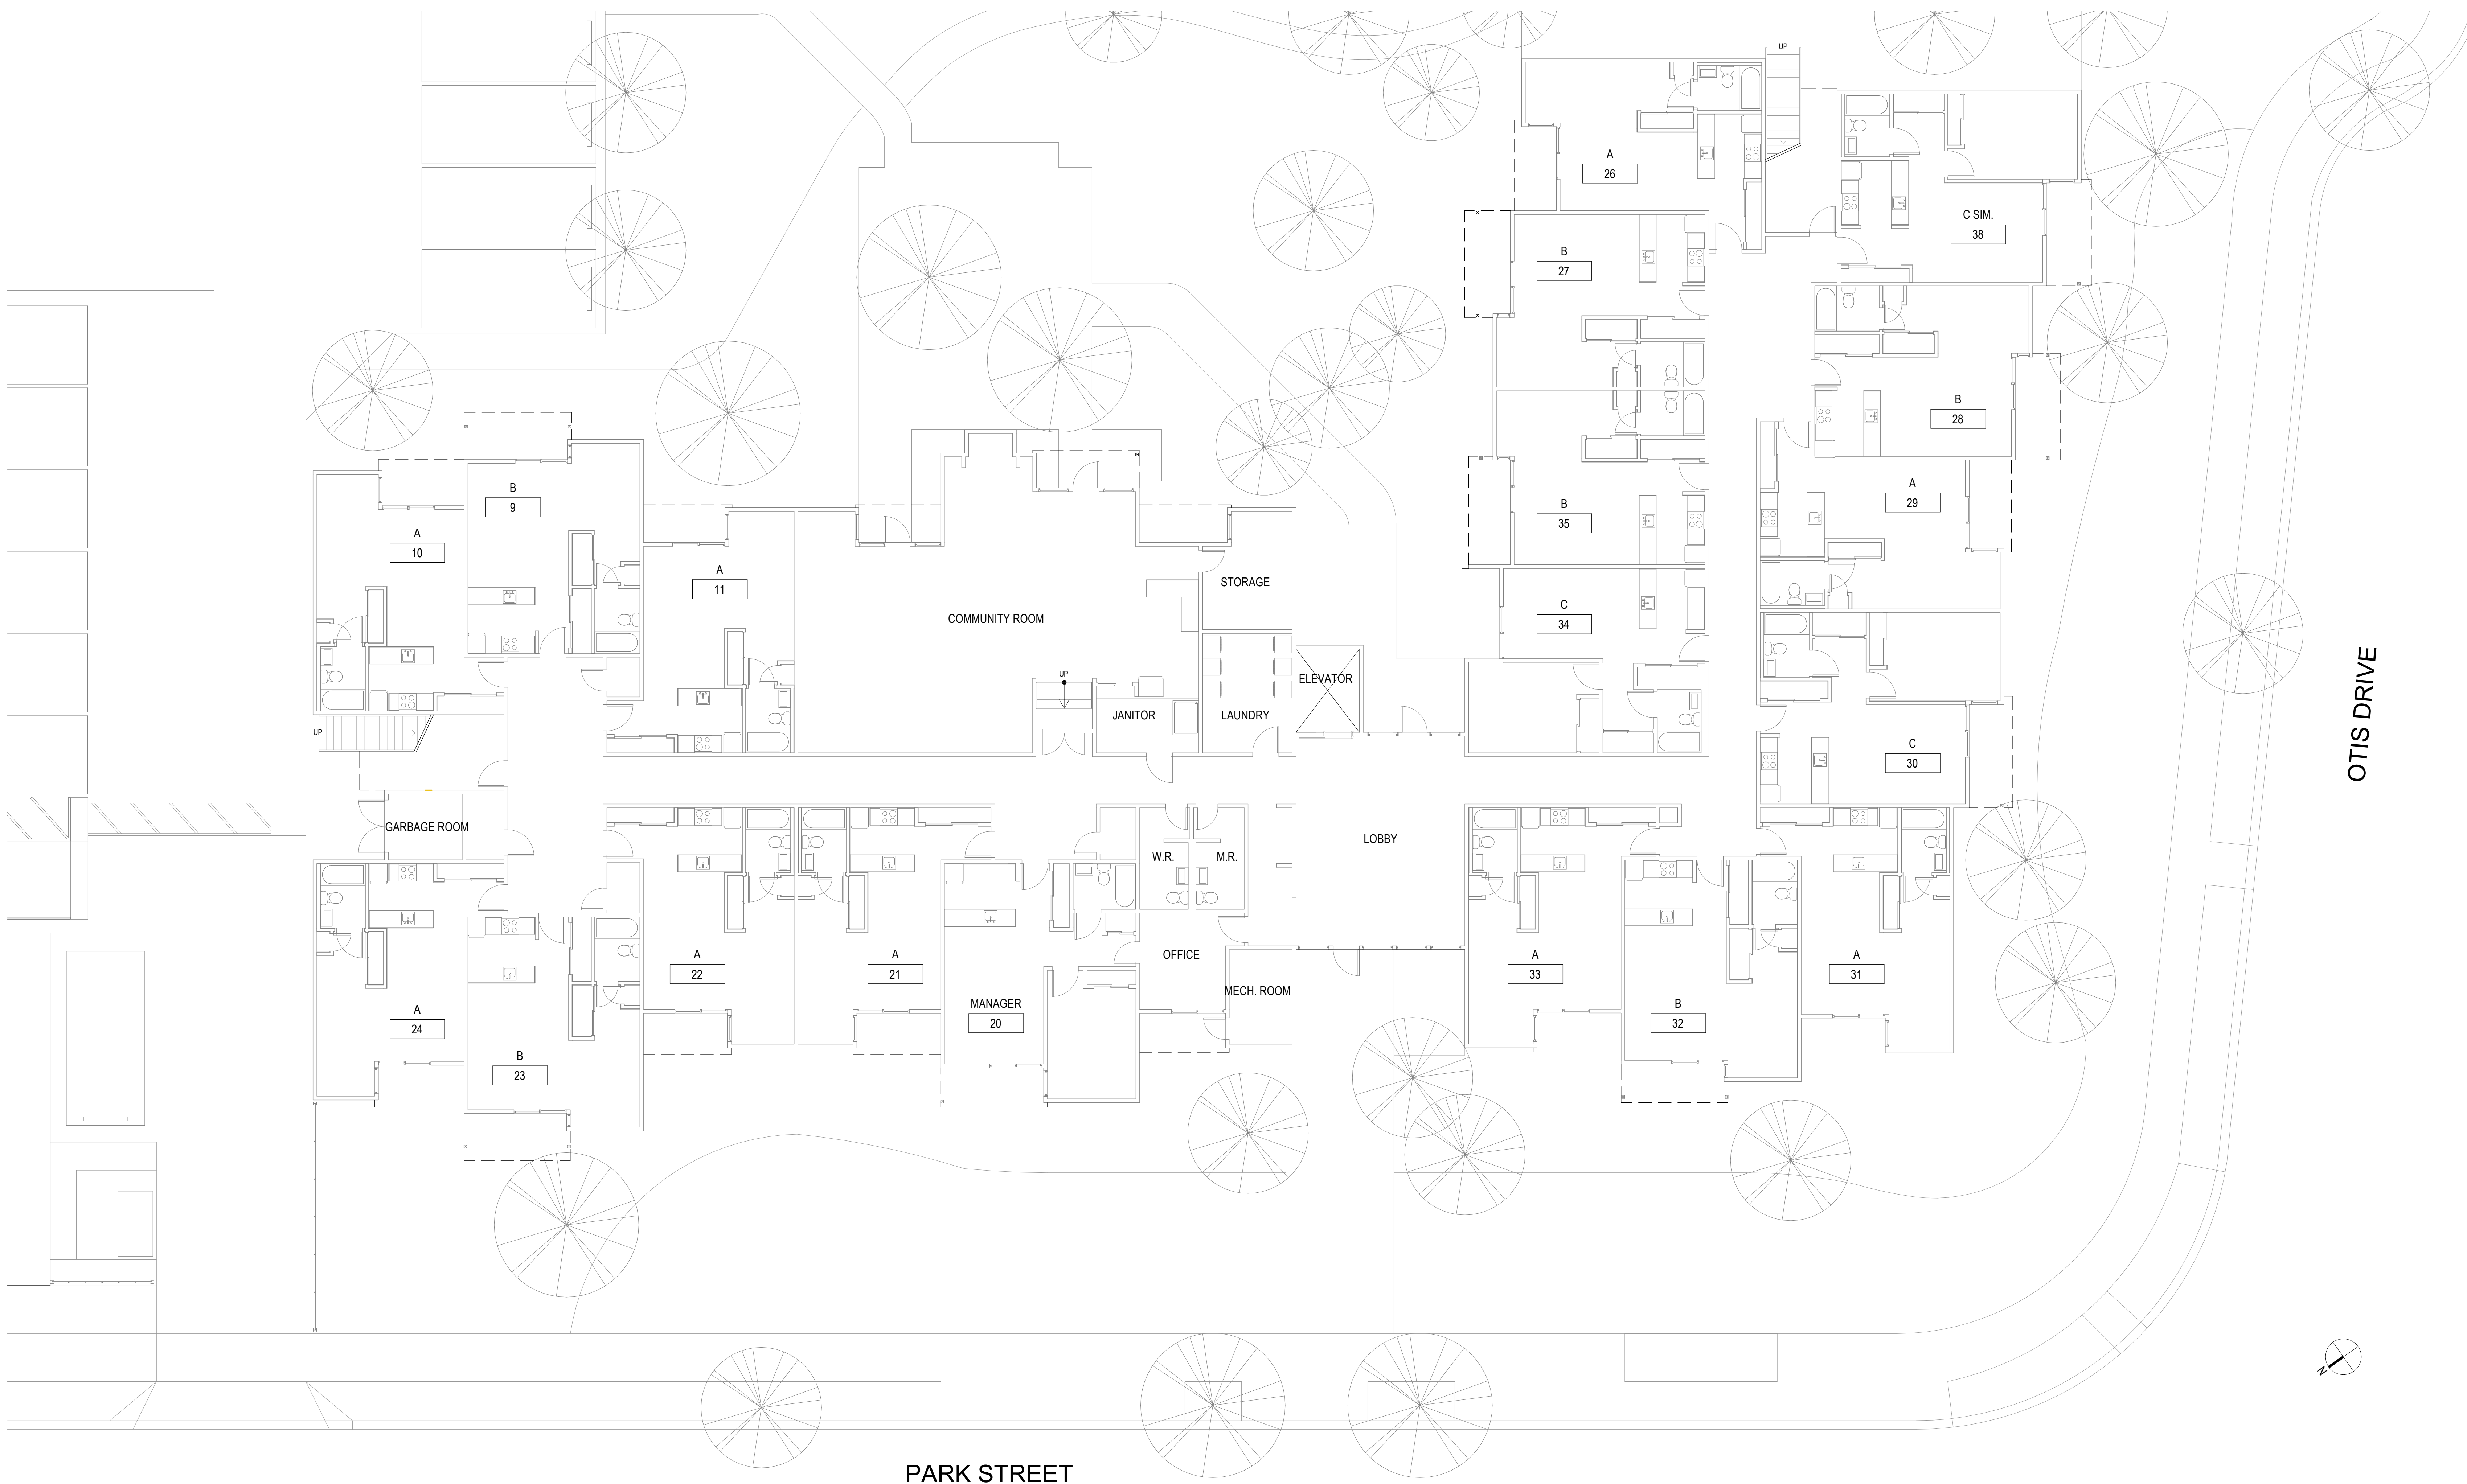 UP
A
26
C SIM.
38
B
27
B
28
B
9
A
29
B
35
A
10
A
11
STORAGE
C
34
COMMUNITY ROOM
UP
ELEVATOR
JANITOR
LAUNDRY
UP
C
30
OTIS DRIVE
GARBAGE ROOM
LOBBY
W.R.
M.R.
A
22
A
21
OFFICE
A
33
A
31
MECH. ROOM
MANAGER
20
B
32
A
24
B
23
N
PARK STREET